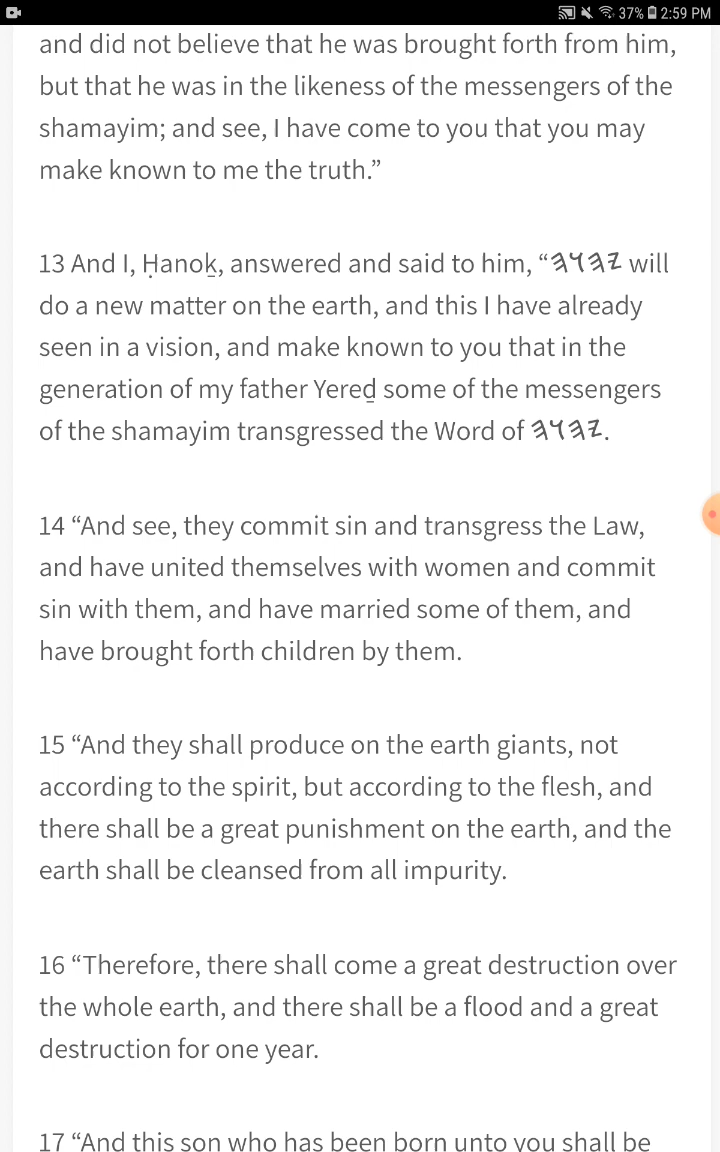 37% 2:59 PM
and did not believe that he was brought forth from him,
but that he was in the likeness of the messengers of the
shamayim; and see, I have come to you that you may
make known to me the truth.”
13 And I, Ḥanoḵ, answered and said to him, “𐤉𐤄𐤅𐤄 will
do a new matter on the earth, and this I have already
seen in a vision, and make known to you that in the
generation of my father Yereḏ some of the messengers
of the shamayim transgressed the Word of 𐤉𐤄𐤅𐤄.
14 “And see, they commit sin and transgress the Law,
and have united themselves with women and commit
sin with them, and have married some of them, and
have brought forth children by them.
15 “And they shall produce on the earth giants, not
according to the spirit, but according to the flesh, and
there shall be a great punishment on the earth, and the
earth shall be cleansed from all impurity.
16 “Therefore, there shall come a great destruction over
the whole earth, and there shall be a flood and a great
destruction for one year.
17 “And this son who has been born unto you shall be